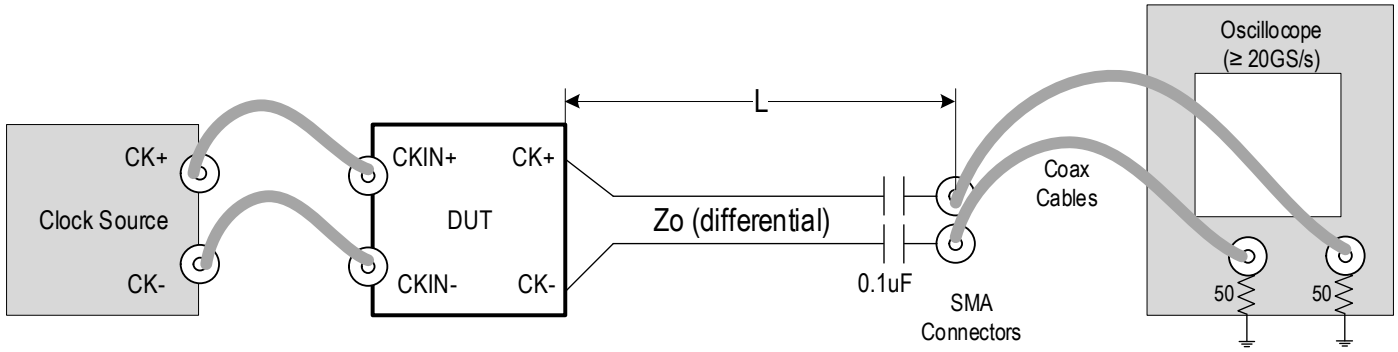 Oscillocope
(≥ 20GS/s)
L
CK+
CKIN+
CK+
Coax
Cables
Clock Source
DUT
Zo (differential)
CK-
CKIN-
CK-
0.1uF
50
50
SMA
Connectors